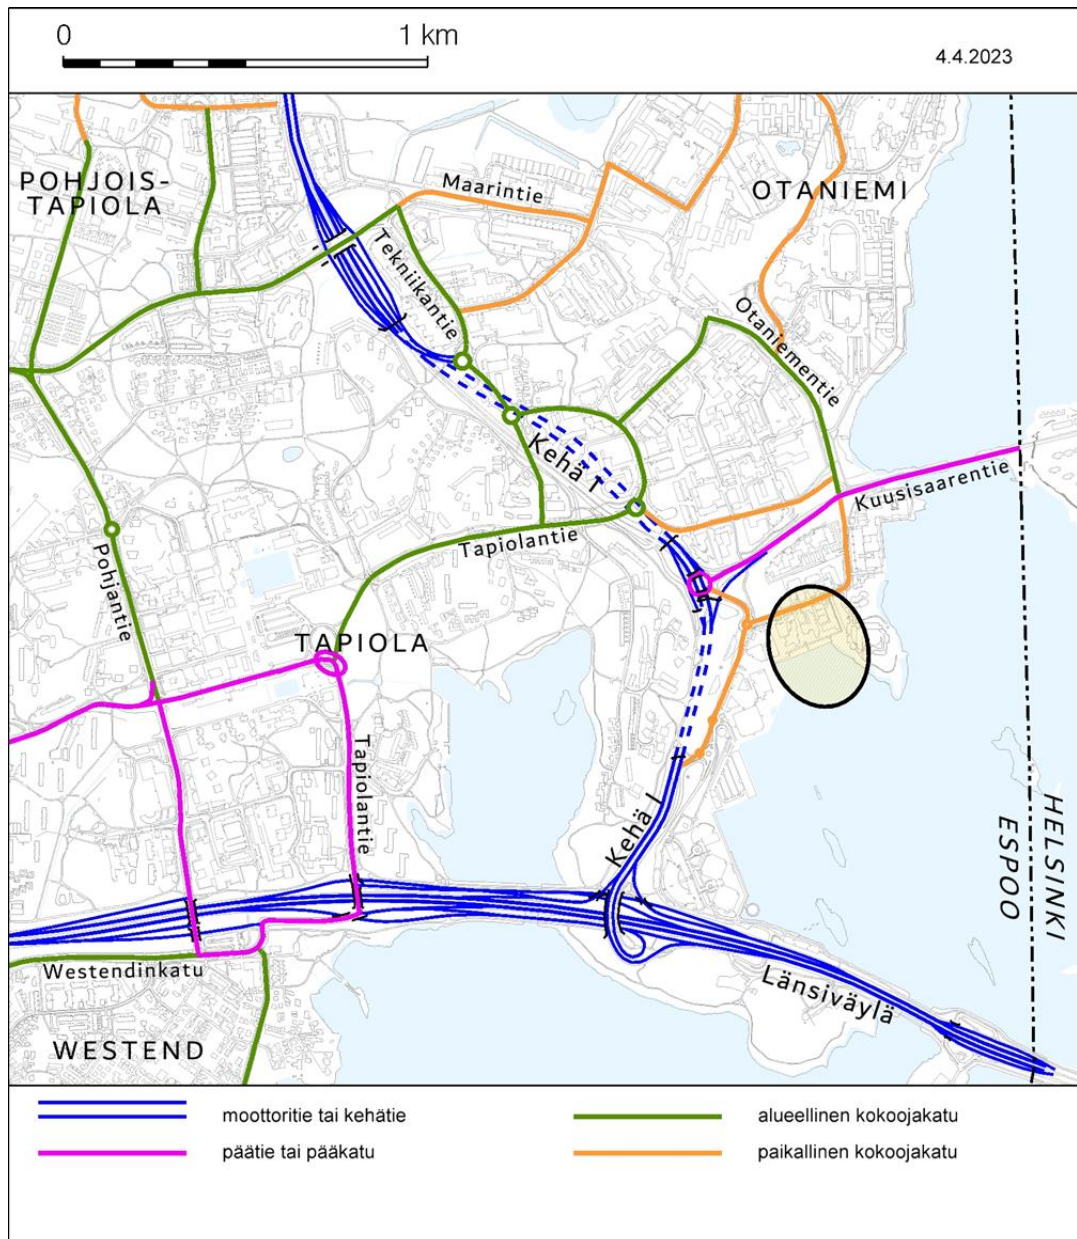 0 1 km
4.4.2023
POHJOIS-
TAPIOLA
Maarintie
OTANIEMI
Tekniikantie
Otaniementie
Kehä I
Kuusisaarentie
Tapiolantie
Pohjantie
TAPIOLA
Tapiolantie
Kehä I
HELSINKI
ESPOO
Westendinkatu
Länsiväylä
WESTEND
moottoritie tai kehätie
alueellinen kokoojakatu
päätie tai pääkatu
paikallinen kokoojakatu